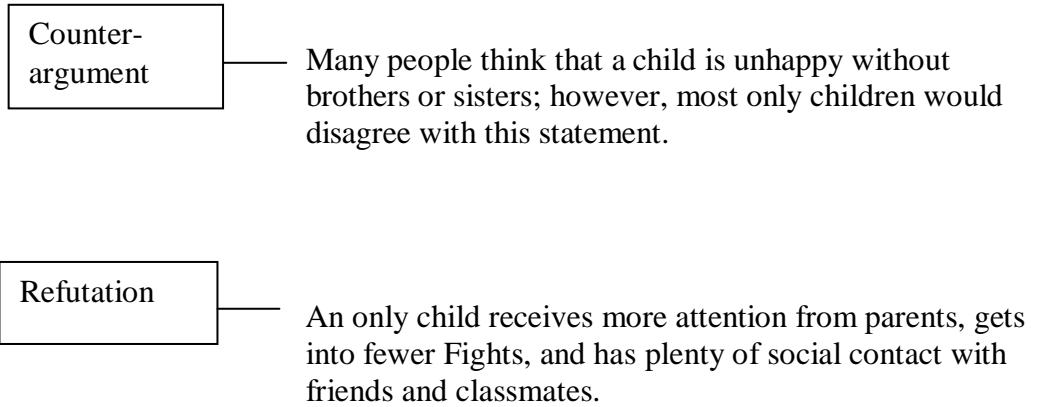 Counter-
argument
Many people think that a child is unhappy without
brothers or sisters; however, most only children would
disagree with this statement.
Refutation
An only child receives more attention from parents, gets
into fewer Fights, and has plenty of social contact with
friends and classmates.